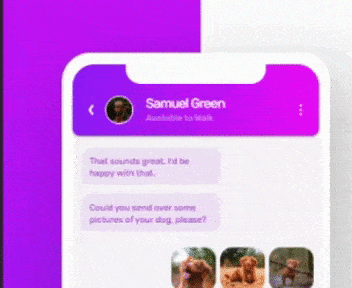 Samuel Green
Available to Walk
That sounds great. I'd be
happy with that.
Could you send over some
pictures of your dog, please?